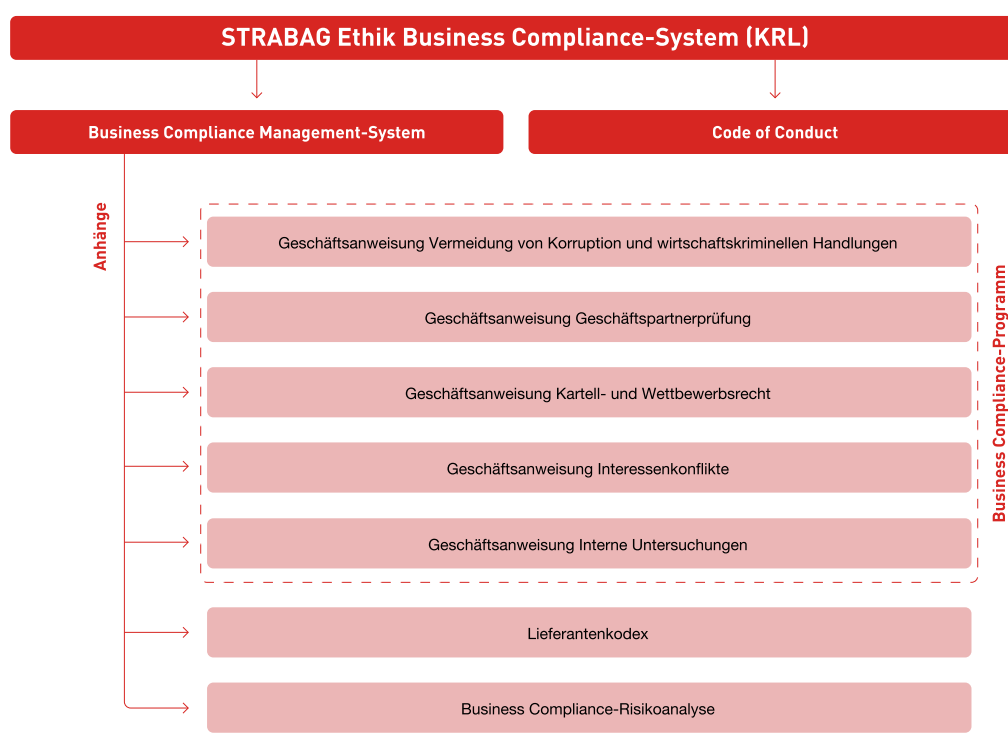 STRABAG Ethik Business Compliance-System (KRL)
Business Compliance Management-System
Code of Conduct
Anhänge
Geschäftsanweisung Vermeidung von Korruption und wirtschaftskriminellen Handlungen
Geschäftsanweisung Geschäftspartnerprüfung
Geschäftsanweisung Kartell- und Wettbewerbsrecht
Geschäftsanweisung Interessenkonflikte
Geschäftsanweisung Interne Untersuchungen
Business Compliance-Programm
Lieferantenkodex
Business Compliance-Risikoanalyse